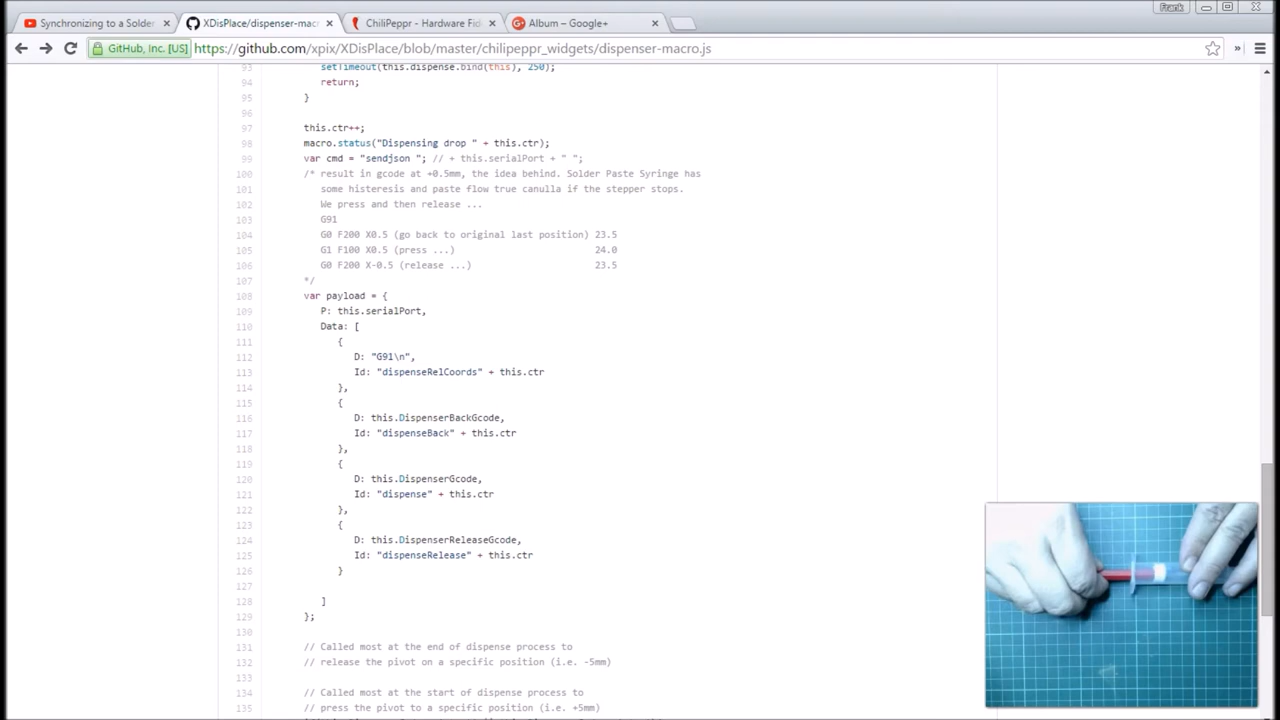 Frank
Synchronizing to a Solder
XDisPlace/dispenser-macr
ChiliPeppr - Hardware Fid
Album – Google+
GitHub, Inc. [US]
https://github.com/xpix/XDisPlace/blob/master/chilipeppr_widgets/dispenser-macro.js
93 setTimeout(this.dispense.bind(this), 250);
94 return;
95 }
96
97 this.ctr++;
98 macro.status("Dispensing drop " + this.ctr);
99 var cmd = "sendjson "; // + this.serialPort + " ";
100 /* result in gcode at +0.5mm, the idea behind. Solder Paste Syringe has
101 some histeresis and paste flow true canulla if the stepper stops.
102 We press and then release ...
103 G91
104 G0 F200 X0.5 (go back to original last position) 23.5
105 G1 F100 X0.5 (press ...) 24.0
106 G0 F200 X-0.5 (release ...) 23.5
107 */
108 var payload = {
109 P: this.serialPort,
110 Data: [
111 {
112 D: "G91\n",
113 Id: "dispenseRelCoords" + this.ctr
114 },
115 {
116 D: this.DispenserBackGcode,
117 Id: "dispenseBack" + this.ctr
118 },
119 {
120 D: this.DispenserGcode,
121 Id: "dispense" + this.ctr
122 },
123 {
124 D: this.DispenserReleaseGcode,
125 Id: "dispenseRelease" + this.ctr
126 }
127
128 ]
129 };
130
131 // Called most at the end of dispense process to
132 // release the pivot on a specific position (i.e. -5mm)
133
134 // Called most at the start of dispense process to
135 // press the pivot to a specific position (i.e. +5mm)